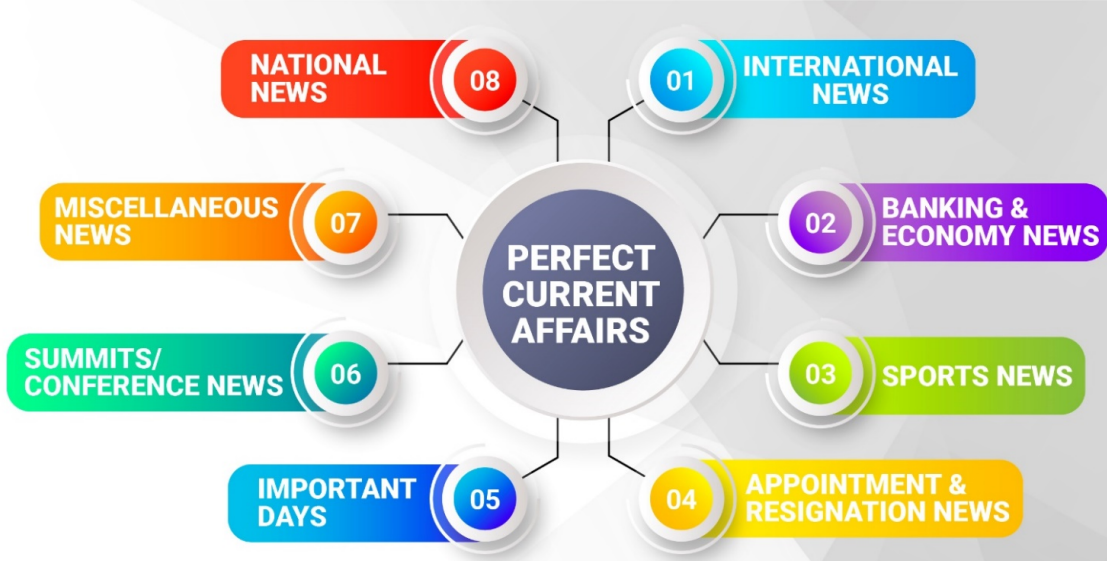 PERFECT
CURRENT
AFFAIRS
01
INTERNATIONAL
NEWS
02
BANKING &
ECONOMY NEWS
03
SPORTS NEWS
04
APPOINTMENT &
RESIGNATION NEWS
05
IMPORTANT
DAYS
06
SUMMITS/
CONFERENCE NEWS
07
MISCELLANEOUS
NEWS
08
NATIONAL
NEWS